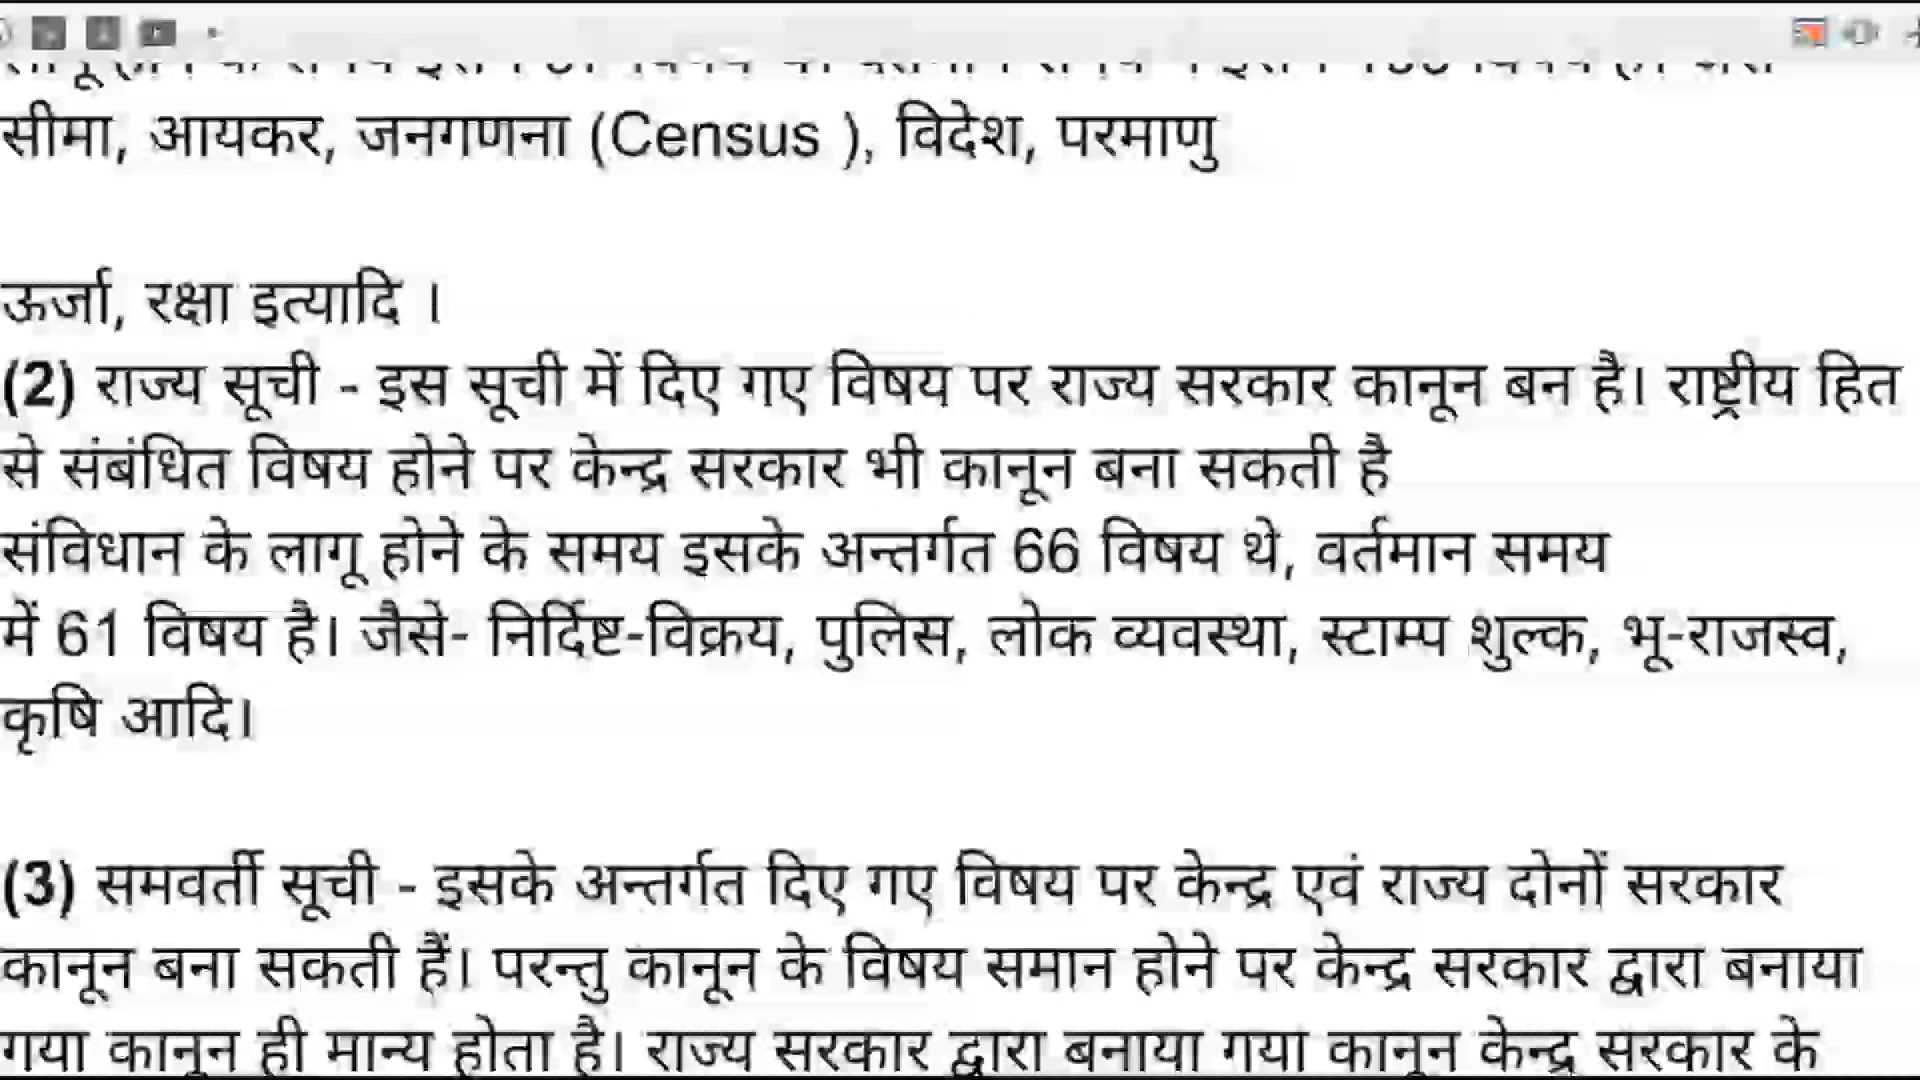 सीमा, आयकर, जनगणना (Census ), विदेश, परमाणु
ऊर्जा, रक्षा इत्यादि ।
(2) राज्य सूची - इस सूची में दिए गए विषय पर राज्य सरकार कानून बन है। राष्ट्रीय हित
से संबंधित विषय होने पर केन्द्र सरकार भी कानून बना सकती है
संविधान के लागू होने के समय इसके अन्तर्गत 66 विषय थे, वर्तमान समय
में 61 विषय है। जैसे- निर्दिष्ट-विक्रय, पुलिस, लोक व्यवस्था, स्टाम्प शुल्क, भू-राजस्व,
कृषि आदि।
(3) समवर्ती सूची - इसके अन्तर्गत दिए गए विषय पर केन्द्र एवं राज्य दोनों सरकार
कानून बना सकती हैं। परन्तु कानून के विषय समान होने पर केन्द्र सरकार द्वारा बनाया
गया कानून ही मान्य होता है। राज्य सरकार द्वारा बनाया गया कानून केन्द्र सरकार के